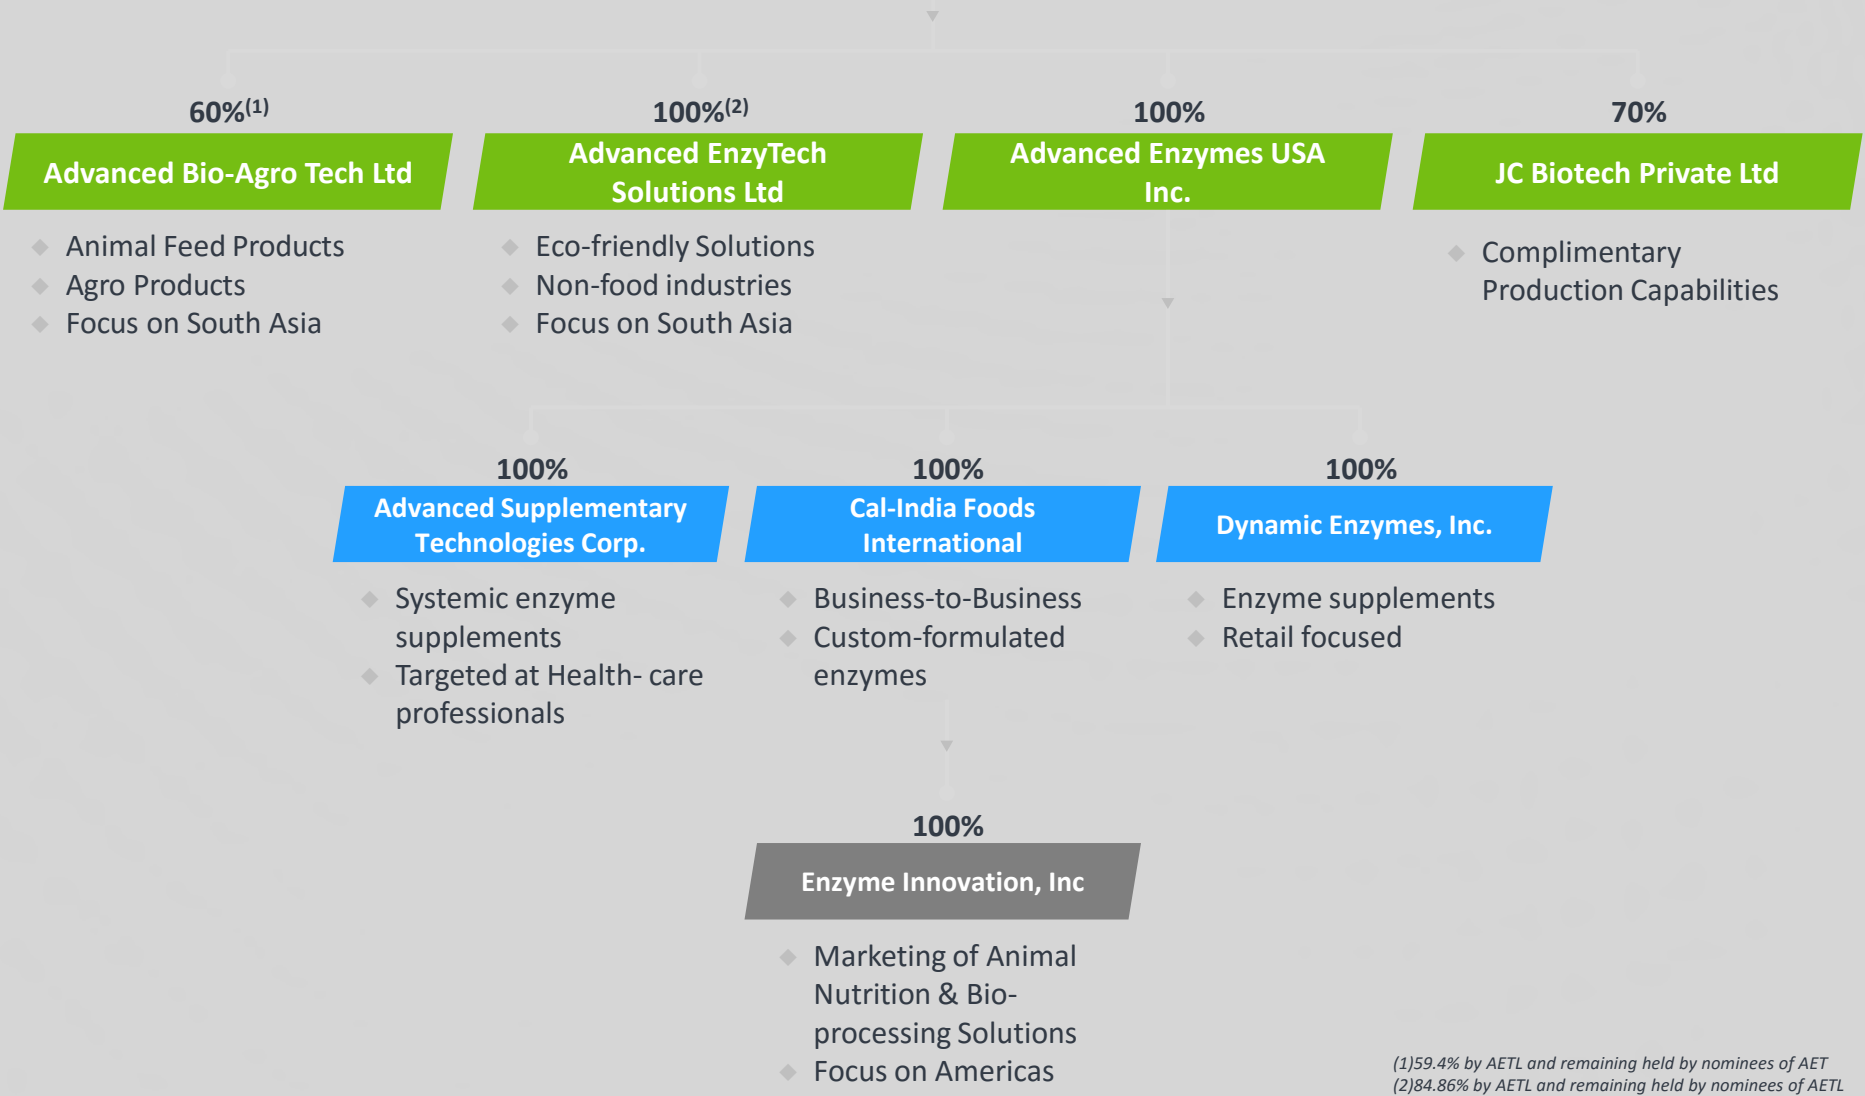 60%(1)
Advanced Bio-Agro Tech Ltd
Animal Feed Products
Agro Products
Focus on South Asia
100%(2)
Advanced EnzyTech
Solutions Ltd
Eco-friendly Solutions
Non-food industries
Focus on South Asia
100%
Advanced Enzymes USA
Inc.
70%
JC Biotech Private Ltd
Complimentary
Production Capabilities
100%
Advanced Supplementary
Technologies Corp.
Systemic enzyme
supplements
Targeted at Health- care
professionals
100%
Cal-India Foods
International
Business-to-Business
Custom-formulated
enzymes
100%
Dynamic Enzymes, Inc.
Enzyme supplements
Retail focused
100%
Enzyme Innovation, Inc
Marketing of Animal
Nutrition & Bio-
processing Solutions
Focus on Americas
(1)59.4% by AETL and remaining held by nominees of AET
(2)84.86% by AETL and remaining held by nominees of AETL